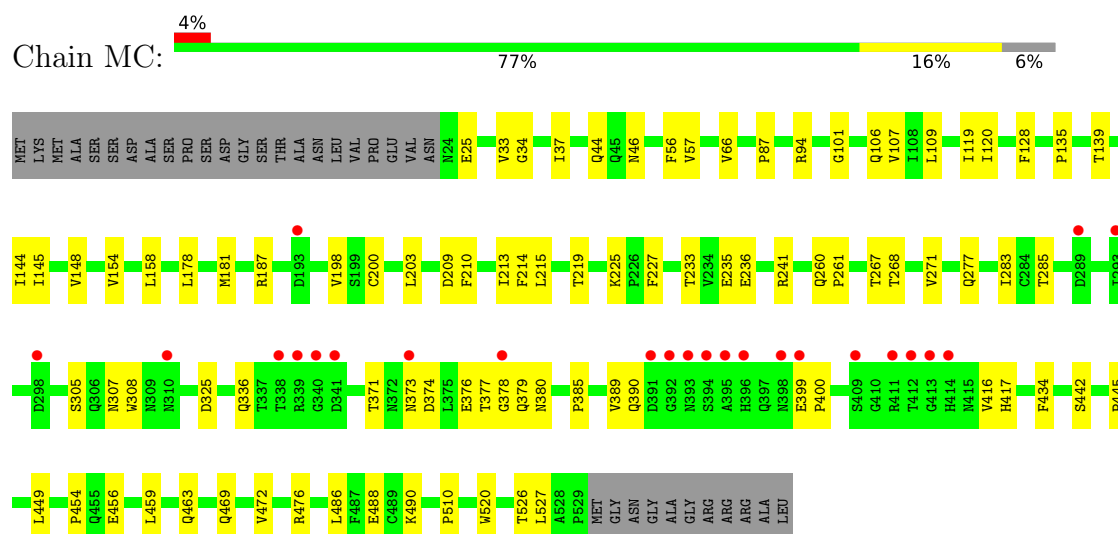 4%
Chain MC:
77% 16% 6%
MET LYS MET ALA SER SER ASP ALA SER PRO SER ASP GLY SER THR ALA ASN LEU VAL PRO GLU VAL ASN N24 E25 V33 G34 I37 Q44 Q45 N46 F56 V57 V66 P87 R94 G101 Q106 V107 I108 L109 I119 I120 F128 P135 T139
I144 I145 V148 V154 L158 L178 M181 R187 D193 V198 S199 C200 L203 D209 F210 I213 F214 L215 T219 K225 P226 F227 T233 V234 E235 E236 R241 Q260 P261 T267 T268 V271 Q277 I283 C284 T285 D289 I293
D298 S305 Q306 N307 W308 N309 N310 D325 Q336 T337 T338 R339 G340 D341 T371 N372 N373 D374 L375 E376 T377 G378 Q379 N380 P385 V389 Q390 D391 G392 N393 S394 A395 H396 Q397 N398 E399 P400 S409 G410 R411 T412 G413 H414 N415 V416 H417 F434 S442
L449 P454 Q455 E456 L459 Q463 Q469 V472 R476 L486 F487 E488 C489 K490 P510 W520 T526 L527 A528 P529 MET GLY ASN GLY ALA GLY ARG ARG ARG ALA LEU